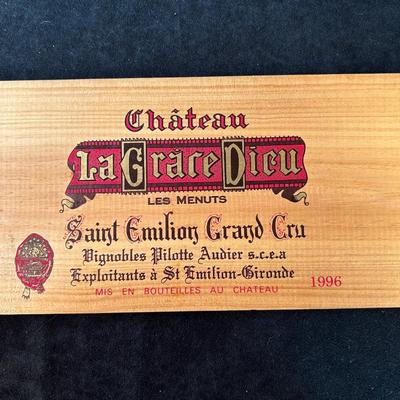 Château
La Grâce Dieu
LES MENUTS
Saint Emilion Grand Cru
Vignobles Pilotte Audier s.c.e.a
Exploitants à St Emilion-Gironde
MIS EN BOUTEILLES AU CHATEAU
1996